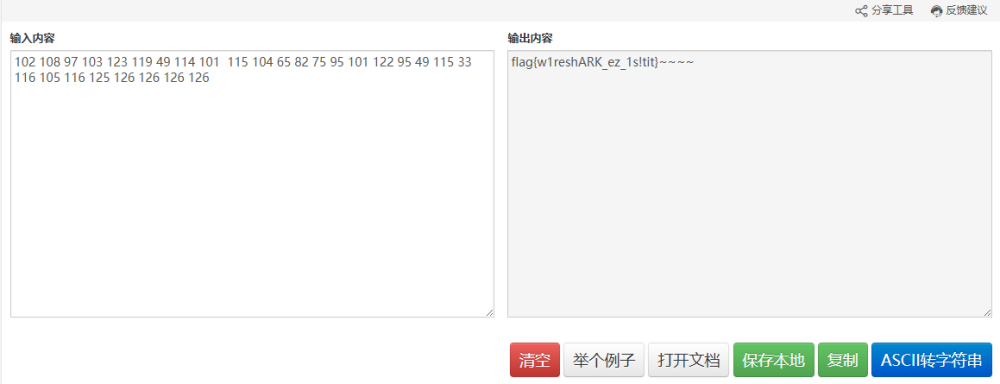 分享工具 反馈建议
输入内容 输出内容
102 108 97 103 123 119 49 114 101  115 104 65 82 75 95 101 122 95 49 115 33
116 105 116 125 126 126 126 126
flag{w1reshARK_ez_1s!tit}~~~~
清空 举个例子 打开文档 保存本地 复制 ASCII转字符串